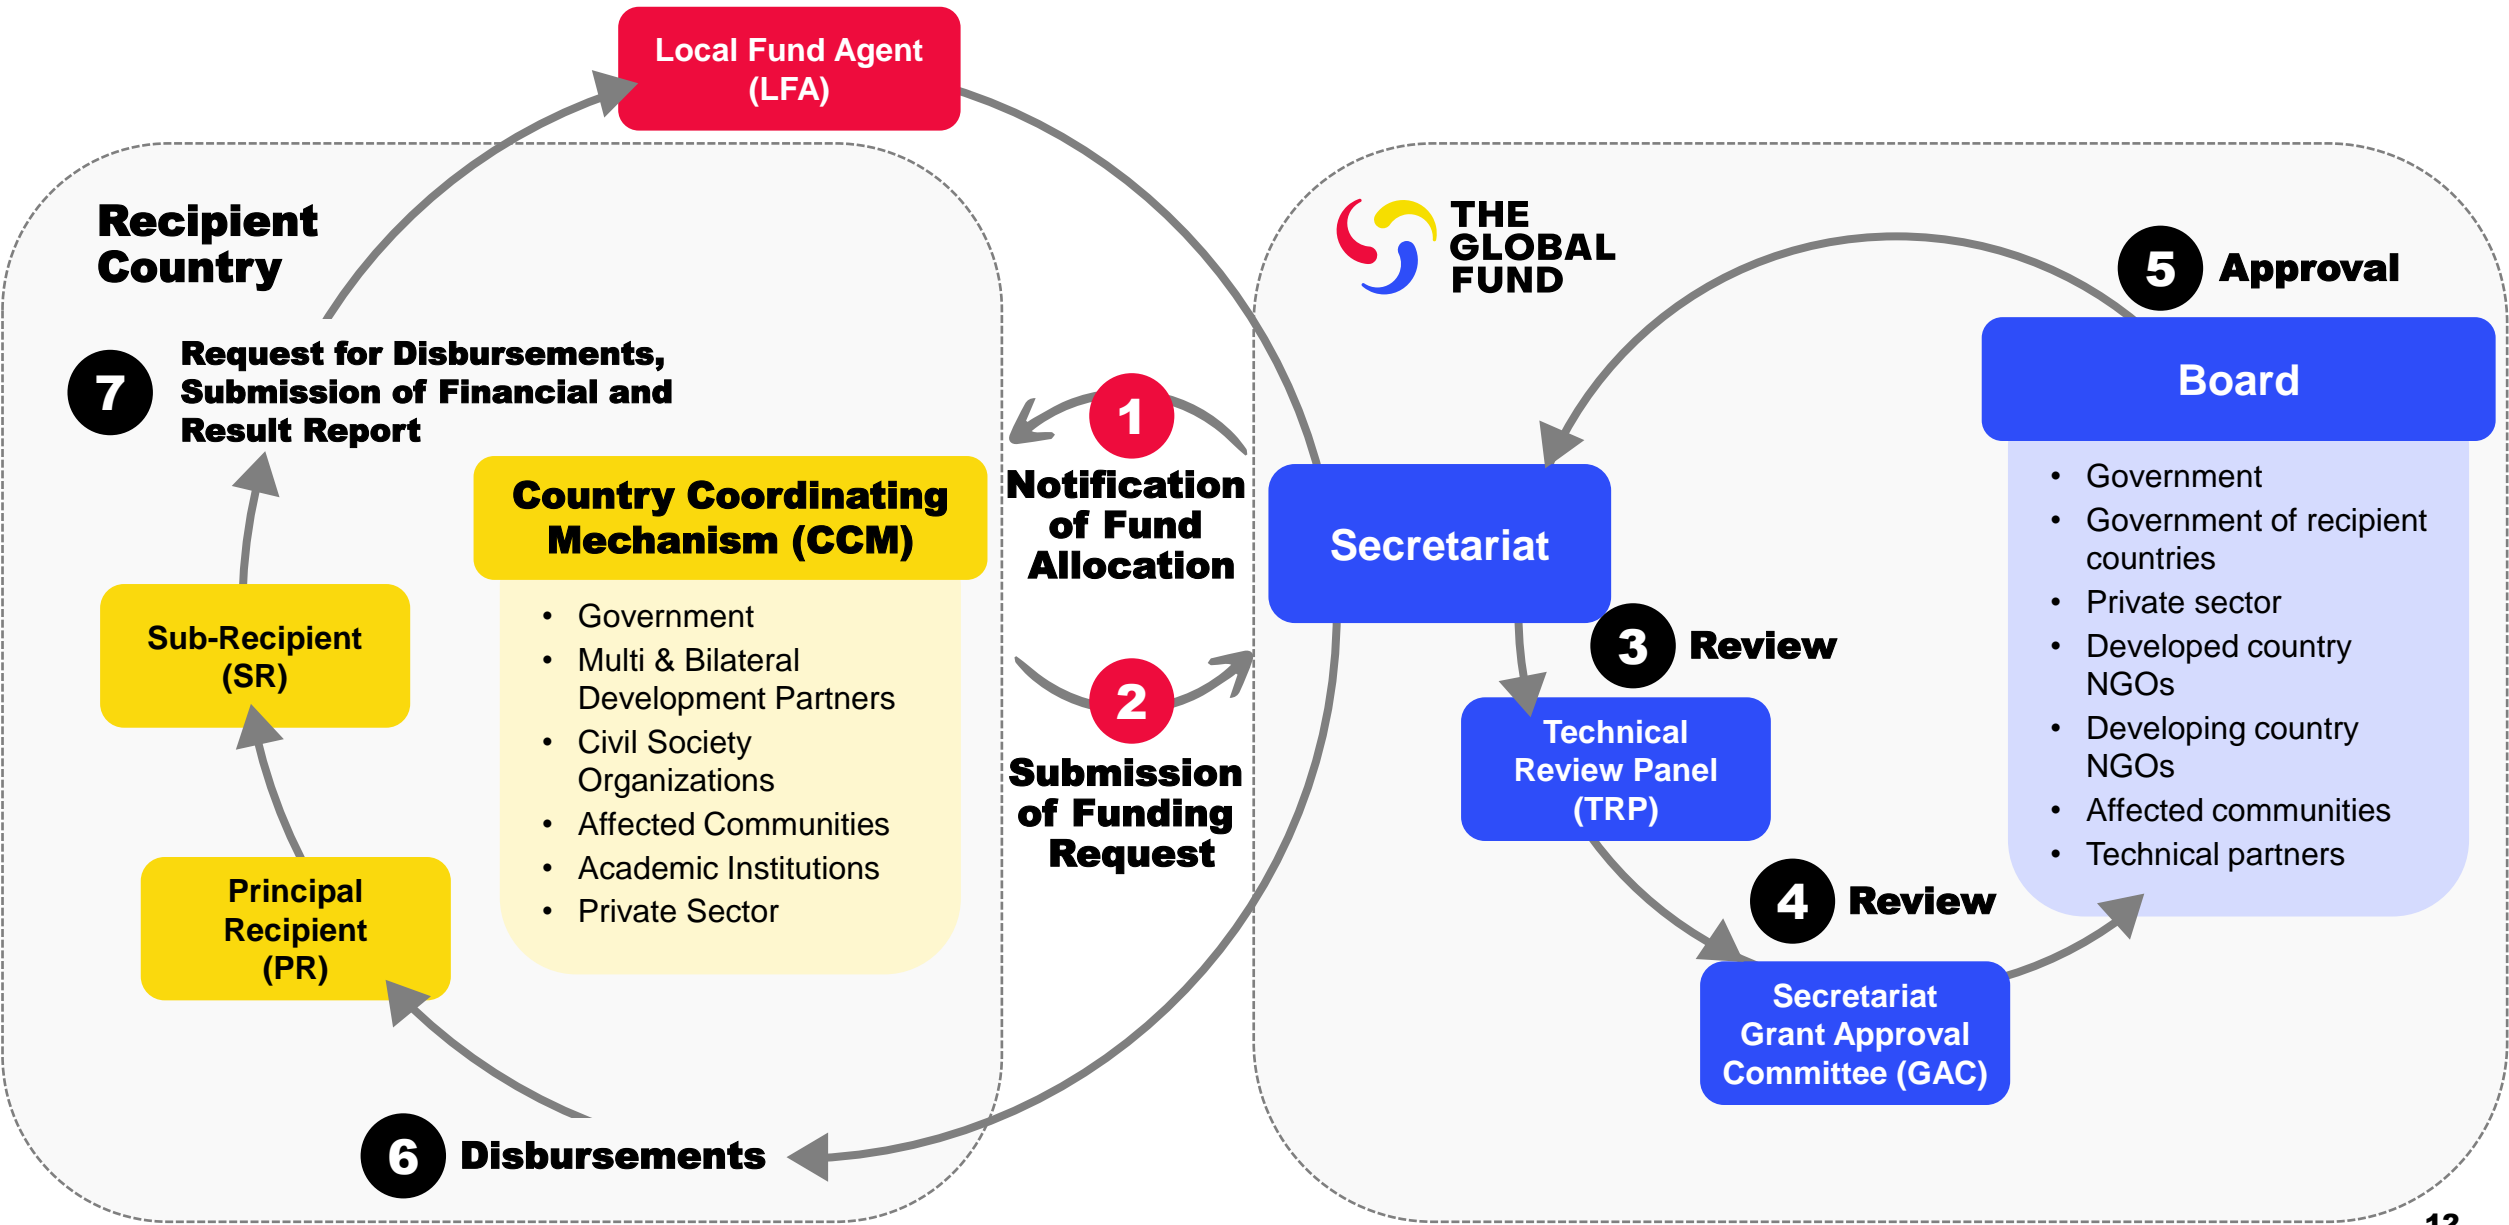 Local Fund Agent
(LFA)
Recipient
Country
7
Request for Disbursements,
Submission of Financial and
Result Report
Country Coordinating
Mechanism (CCM)
• Government
• Multi & Bilateral
Development Partners
• Civil Society
Organizations
• Affected Communities
• Academic Institutions
• Private Sector
Sub-Recipient
(SR)
Principal
Recipient
(PR)
6
Disbursements
1
Notification
of Fund
Allocation
2
Submission
of Funding
Request
THE
GLOBAL
FUND
Secretariat
3
Review
Technical
Review Panel
(TRP)
4
Review
Secretariat
Grant Approval
Committee (GAC)
5
Approval
Board
• Government
• Government of recipient
countries
• Private sector
• Developed country
NGOs
• Developing country
NGOs
• Affected communities
• Technical partners
12